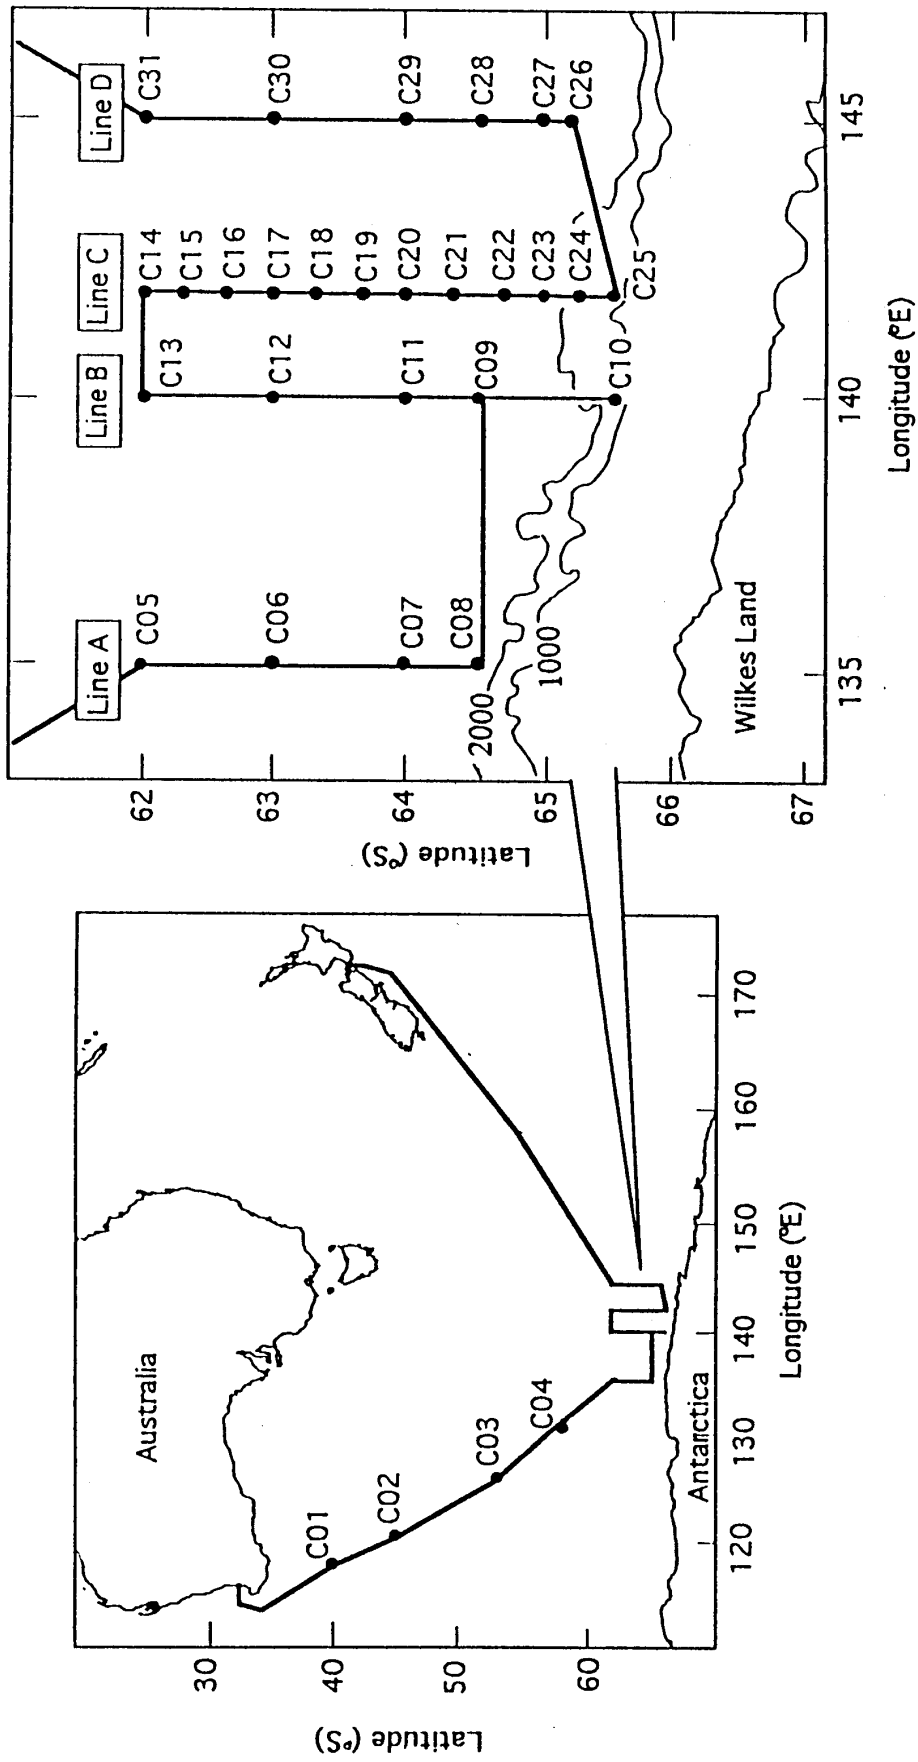 Australia
C01
C02
C03
C04
Antarctica
30
40
50
60
Latitude (°S)
120
130
140
150
160
170
Longitude (°E)
Line A
Line B
Line C
Line D
C05
C06
C07
C08
C13
C12
C11
C09
C10
C14
C15
C16
C17
C18
C19
C20
C21
C22
C23
C24
C25
C31
C30
C29
C28
C27
C26
2000
1000
Wilkes Land
62
63
64
65
66
67
Latitude (°S)
135
140
145
Longitude (°E)